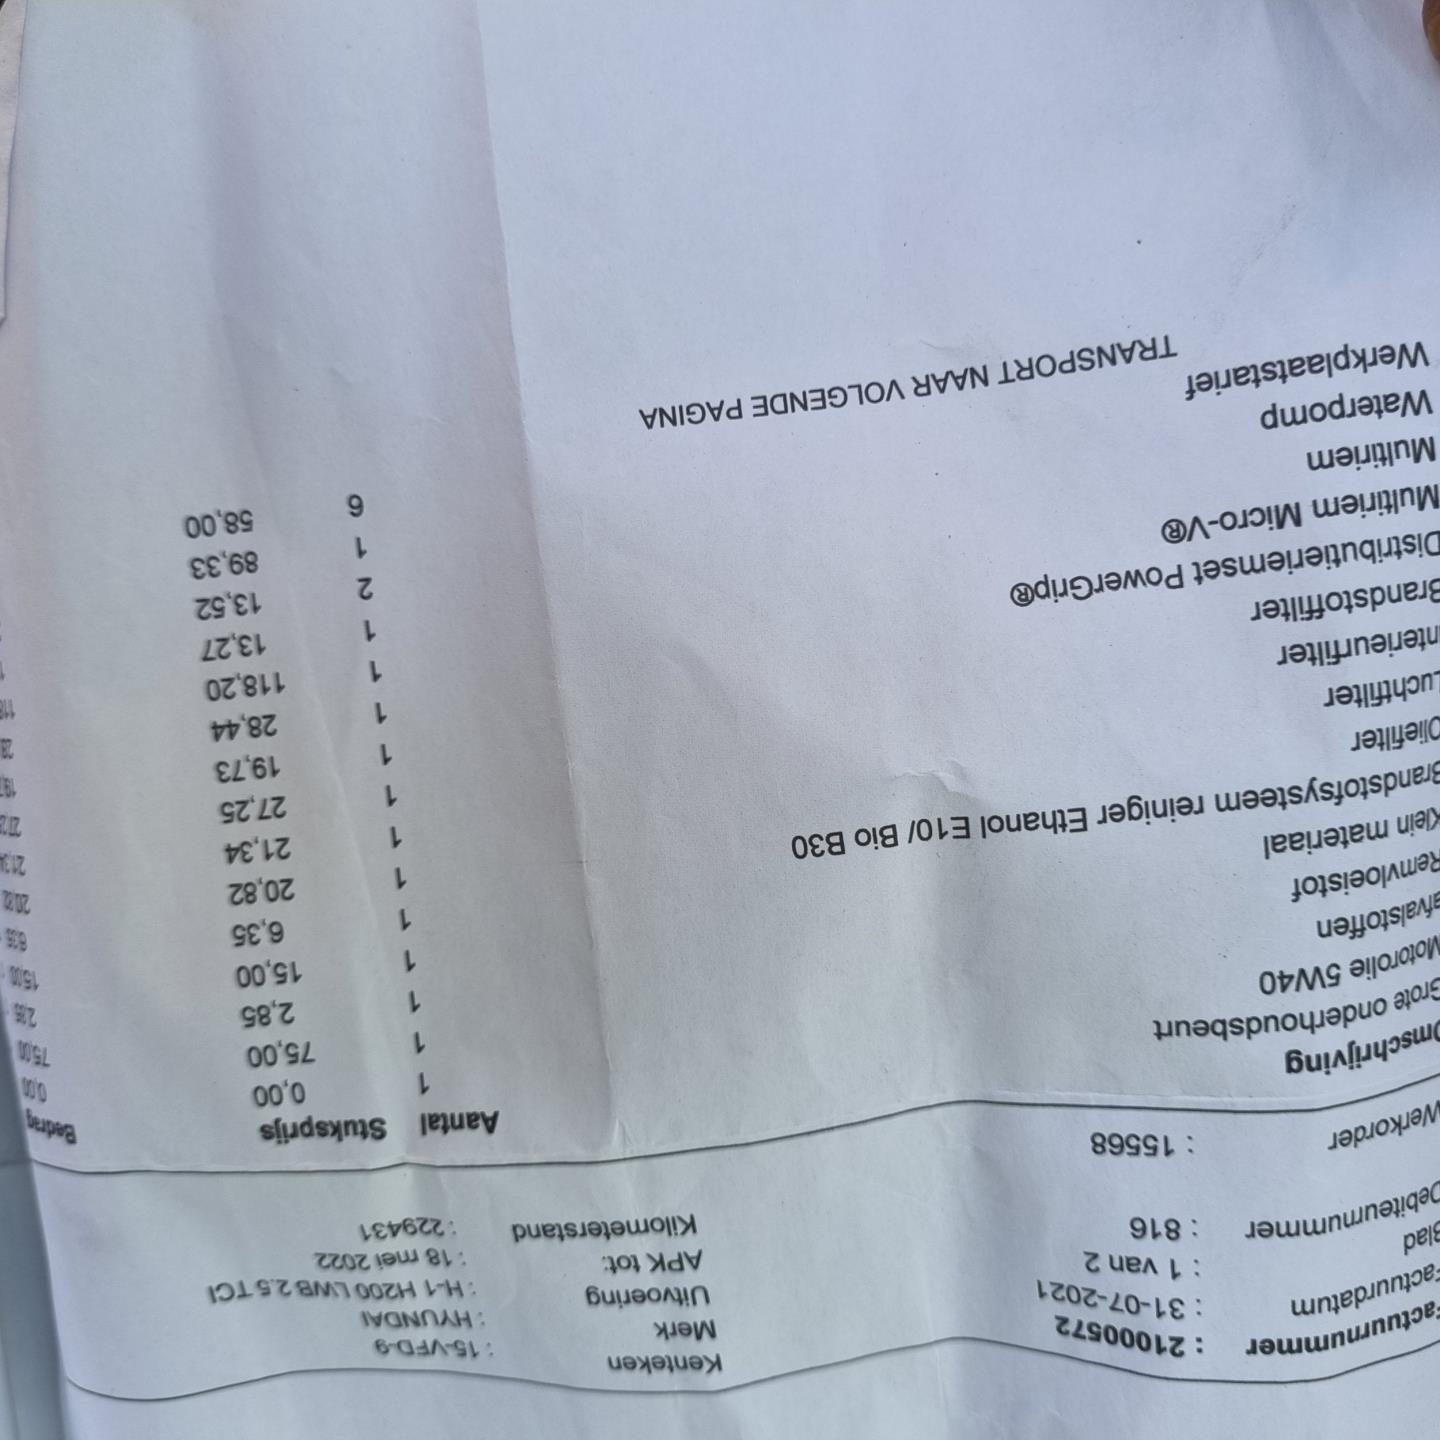 Factuurnummer : 21000572 Kenteken : 15-VFD-9
Factuurdatum : 31-07-2021 Merk : HYUNDAI
Blad : 1 van 2 Uitvoering : H-1 H200 LWB 2.5 TCI
Debiteurnummer : 816 APK tot: : 18 mei 2022
Kilometerstand : 229431
Werkorder : 15568
Omschrijving Aantal Stuksprijs Bedrag
Grote onderhoudsbeurt 1 0,00 0,00
Motorolie 5W40 1 75,00 75,00
afvalstoffen 1 2,85 2,85
Remvloeistof 1 15,00 15,00
Klein materiaal 1 6,35 6,35
Brandstofsysteem reiniger Ethanol E10/ Bio B30 1 20,82 20,82
Oliefilter 1 21,34 21,34
Luchtfilter 1 27,25
Interieurfilter 1 19,73
Brandstoffilter 1 28,44
Distributieriemset PowerGrip® 1 118,20
Multiriem Micro-V® 1 13,27
Multiriem 2 13,52
Waterpomp 1 89,33
Werkplaatstarief 6 58,00
TRANSPORT NAAR VOLGENDE PAGINA